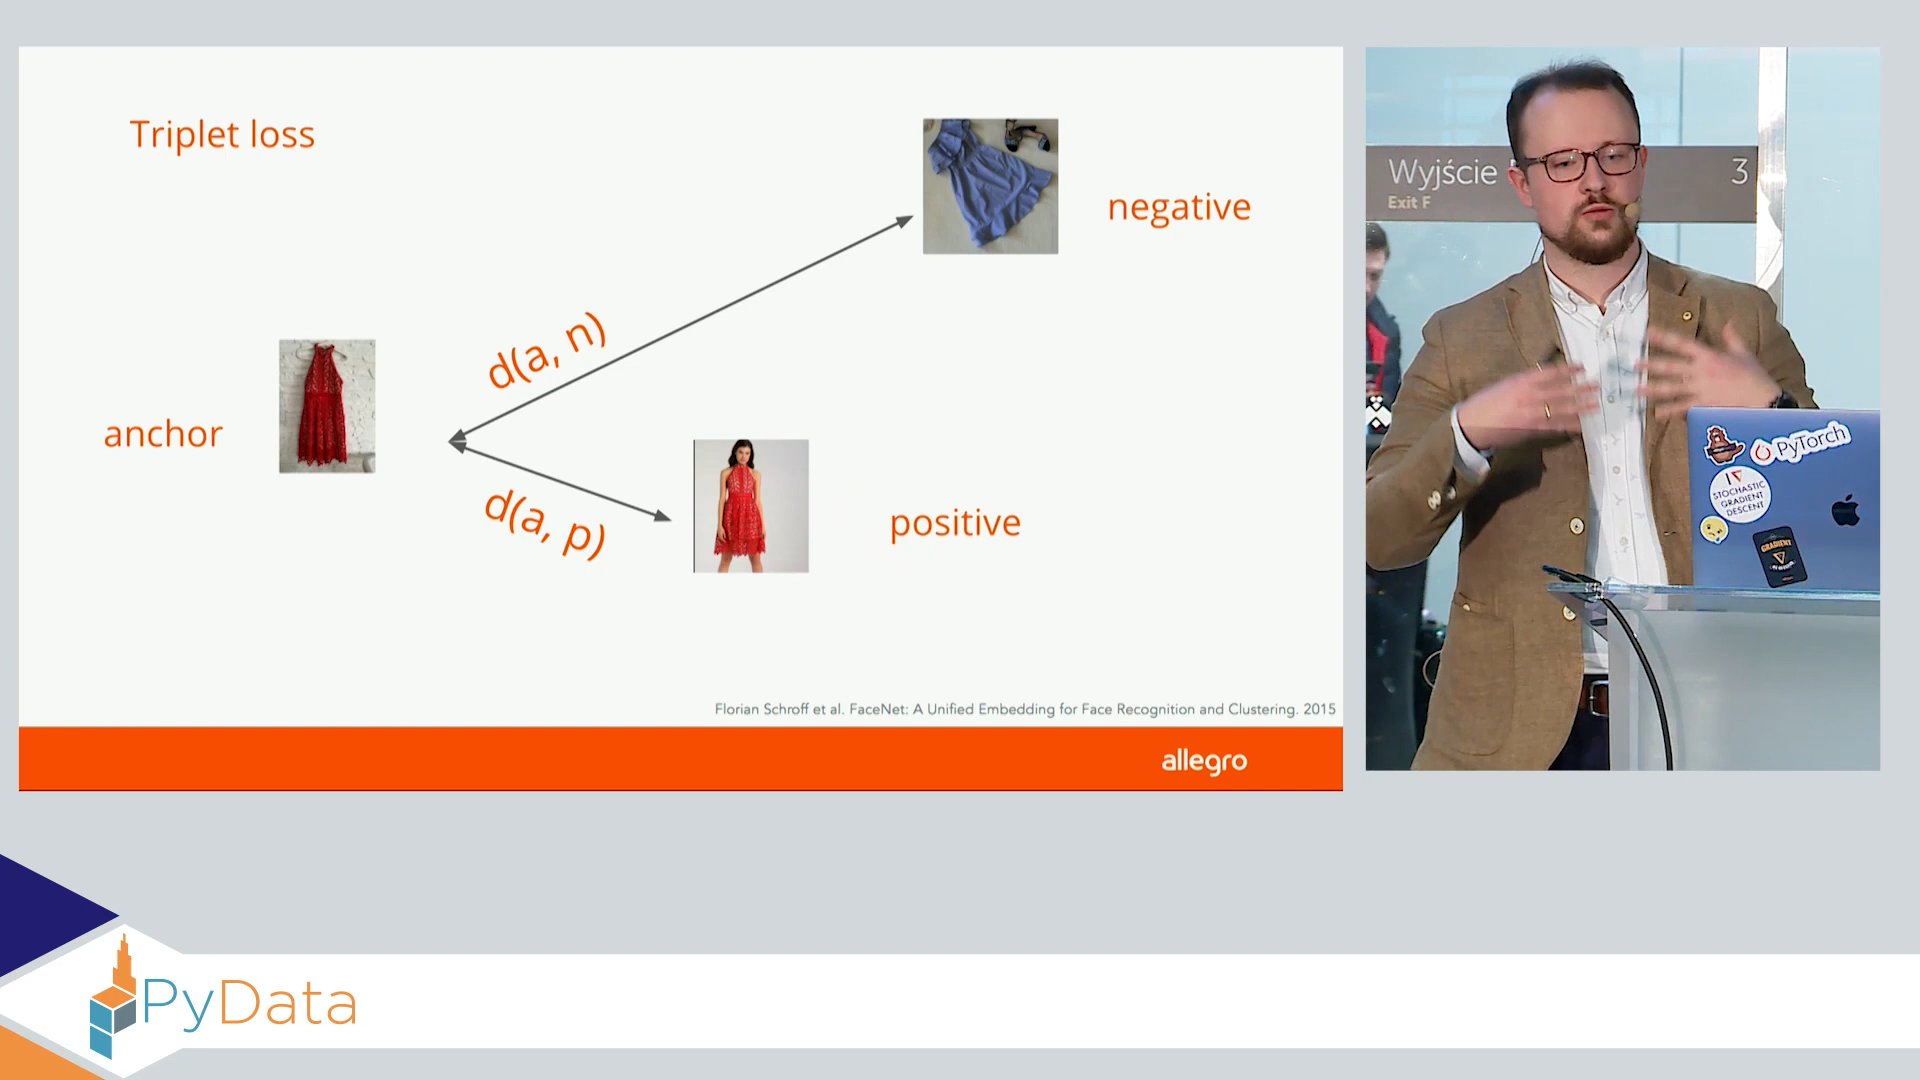 Triplet loss
negative
d(a, n)
anchor
d(a, p)
positive
Florian Schroff et al. FaceNet: A Unified Embedding for Face Recognition and Clustering. 2015
allegro
Wyjście
3
Exit F
PyTorch
I
STOCHASTIC
GRADIENT
DESCENT
GRADIENT
PyData